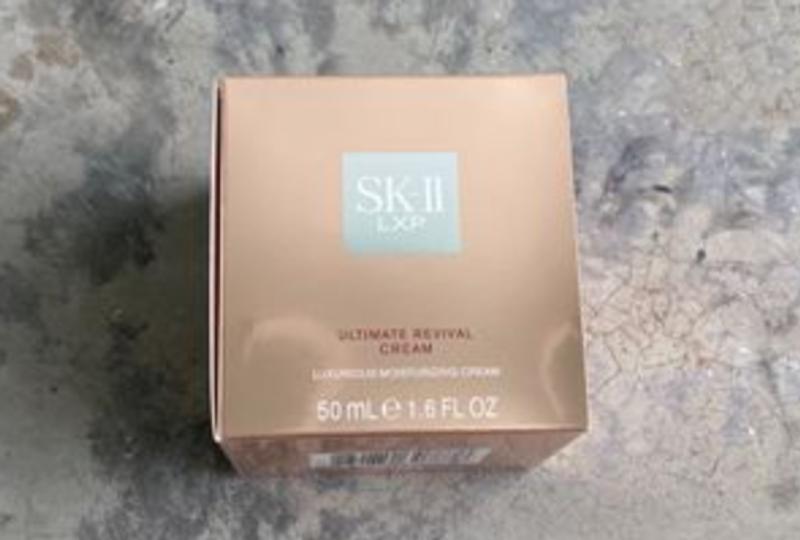 SK-II
LXP
ULTIMATE REVIVAL
CREAM
LUXURIOUS MOISTURIZING CREAM
50 mL ℮ 1.6 FL OZ